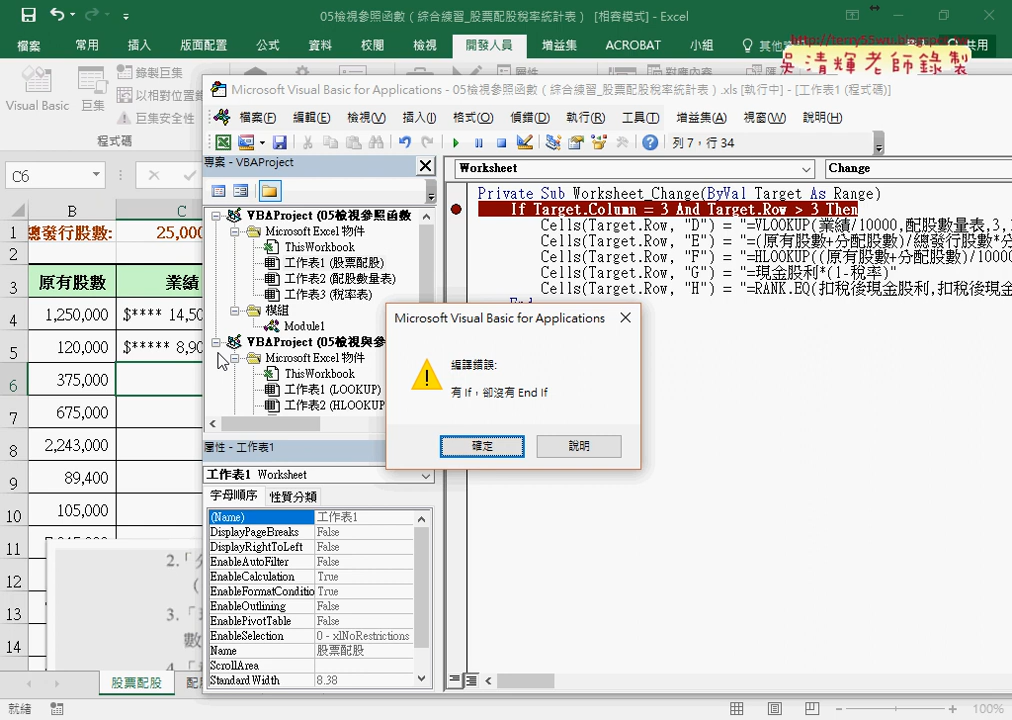 05檢視參照函數（綜合練習_股票配股稅率統計表） [相容模式] - Excel
檔案 常用 插入 版面配置 公式 資料 校閱 檢視 開發人員 增益集 ACROBAT 小組 共用
吳清輝老師錄製
Visual Basic 巨集 錄製巨集
以相對位置
巨集安全性
程式碼
Microsoft Visual Basic for Applications - 05檢視參照函數（綜合練習_股票配股稅率統計表）.xls [執行中] - [工作表1 (程式碼)]
檔案(F) 編輯(E) 檢視(V) 插入(I) 格式(O) 偵錯(D) 執行(R) 工具(T) 增益集(A) 視窗(W) 說明(H)
列 7，行 34
C6
專案 - VBAProject
Worksheet Change
VBAProject (05檢視參照函數
Microsoft Excel 物件
ThisWorkbook
工作表1 (股票配股)
工作表2 (配股數量表)
工作表3 (稅率表)
模組
Module1
VBAProject (05檢視與參
Microsoft Excel 物件
ThisWorkbook
工作表1 (LOOKUP)
工作表2 (HLOOKUP
Private Sub Worksheet_Change(ByVal Target As Range)
If Target.Column = 3 And Target.Row > 3 Then
Cells(Target.Row, "D") = "=VLOOKUP(業績/10000,配股數量表,3,
Cells(Target.Row, "E") = "=(原有股數+分配股數)/總發行股數*分
Cells(Target.Row, "F") = "=HLOOKUP((原有股數+分配股數)/10000
Cells(Target.Row, "G") = "=現金股利*(1-稅率)"
Cells(Target.Row, "H") = "=RANK.EQ(扣稅後現金股利,扣稅後現金
End
Microsoft Visual Basic for Applications
編譯錯誤:
有 If，卻沒有 End If
確定 說明
屬性 - 工作表1
工作表1 Worksheet
字母順序 性質分類
(Name) 工作表1
DisplayPageBreaks False
DisplayRightToLeft False
EnableAutoFilter False
EnableCalculation True
EnableFormatConditio True
EnableOutlining False
EnablePivotTable False
EnableSelection 0 - xlNoRestrictions
Name 股票配股
ScrollArea
StandardWidth 8.38
B C
1 總發行股數: 25,000
2
3 原有股數 業績
4 1,250,000 $**** 14,50
5 120,000 $***** 8,90
6 375,000
7 675,000
8 2,243,000
9 89,400
10 105,000
11
12
13
14
2.「
3.「
數
股票配股
就緒 100%